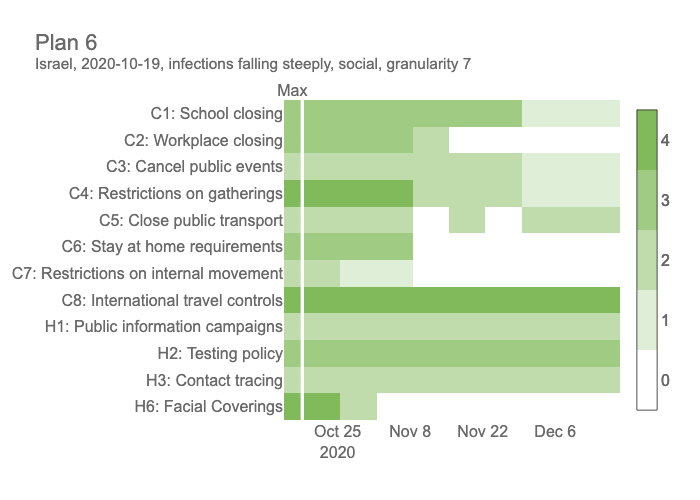 Plan 6
Israel, 2020-10-19, infections falling steeply, social, granularity 7
Max
C1: School closing
C2: Workplace closing
C3: Cancel public events
C4: Restrictions on gatherings
C5: Close public transport
C6: Stay at home requirements
C7: Restrictions on internal movement
C8: International travel controls
H1: Public information campaigns
H2: Testing policy
H3: Contact tracing
H6: Facial Coverings
4
3
2
1
0
Oct 25 Nov 8 Nov 22 Dec 6
2020